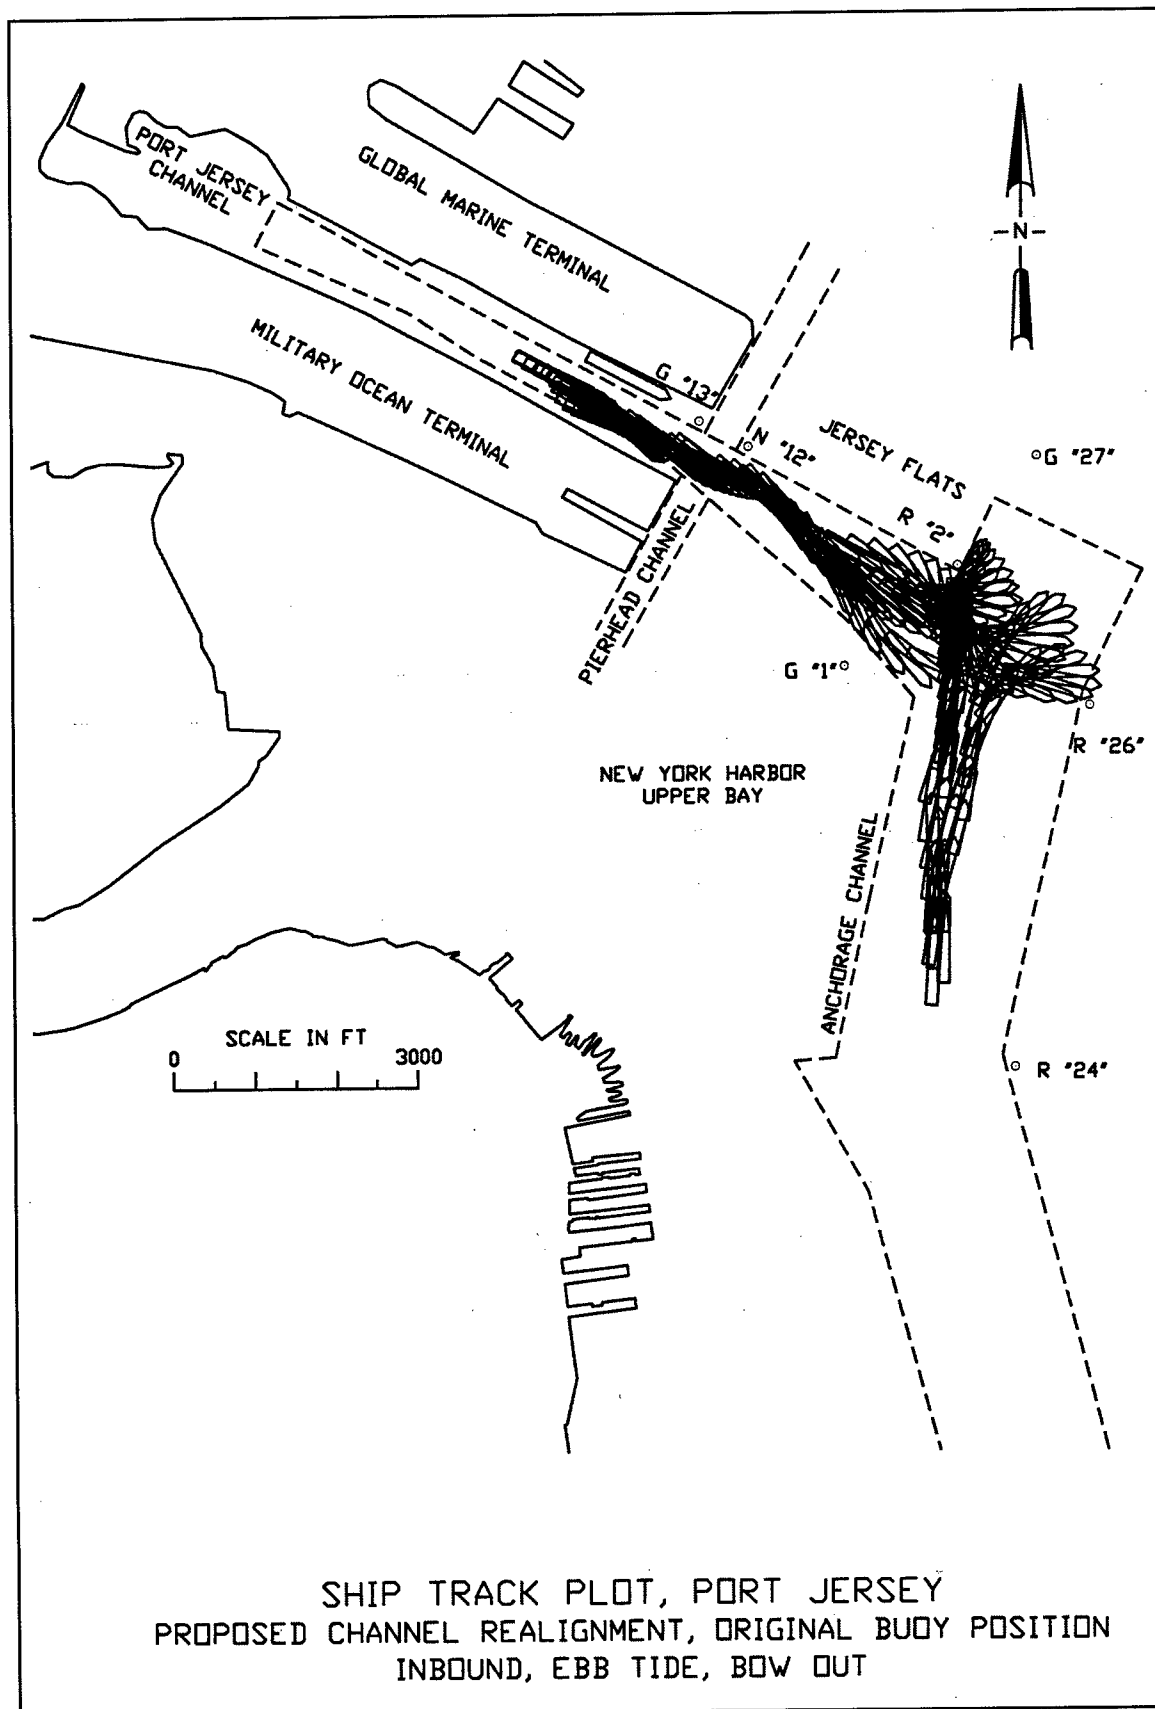 PORT JERSEY
CHANNEL
GLOBAL MARINE TERMINAL
-N-
MILITARY OCEAN TERMINAL
G "13"
N "12"
JERSEY FLATS
G "27"
R "2"
PIERHEAD CHANNEL
G "1"
R "26"
NEW YORK HARBOR
UPPER BAY
ANCHORAGE CHANNEL
SCALE IN FT
0 3000
R "24"
SHIP TRACK PLOT, PORT JERSEY
PROPOSED CHANNEL REALIGNMENT, ORIGINAL BUOY POSITION
INBOUND, EBB TIDE, BOW OUT